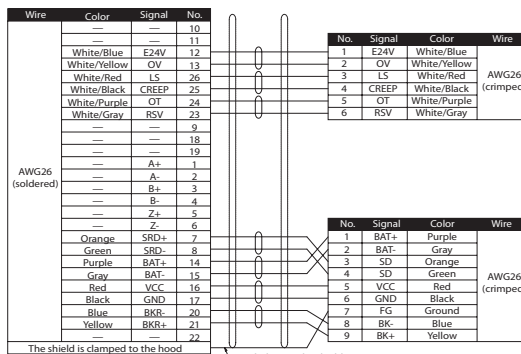 Wire Color Signal No.
— — 10
— — 11
White/Blue E24V 12
White/Yellow OV 13
White/Red LS 26
White/Black CREEP 25
White/Purple OT 24
White/Gray RSV 23
— — 9
— — 18
— — 19
— A+ 1
— A- 2
— B+ 3
— B- 4
— Z+ 5
— Z- 6
Orange SRD+ 7
Green SRD- 8
Purple BAT+ 14
Gray BAT- 15
Red VCC 16
Black GND 17
Blue BKR- 20
Yellow BKR+ 21
— — 22
AWG26
(soldered)
The shield is clamped to the hood
No. Signal Color Wire
1 E24V White/Blue
2 OV White/Yellow
3 LS White/Red
4 CREEP White/Black
5 OT White/Purple
6 RSV White/Gray
AWG26
(crimped
No. Signal Color Wire
1 BAT+ Purple
2 BAT- Gray
3 SD Orange
4 SD Green
5 VCC Red
6 GND Black
7 FG Ground
8 BK- Blue
9 BK+ Yellow
AWG26
(crimped